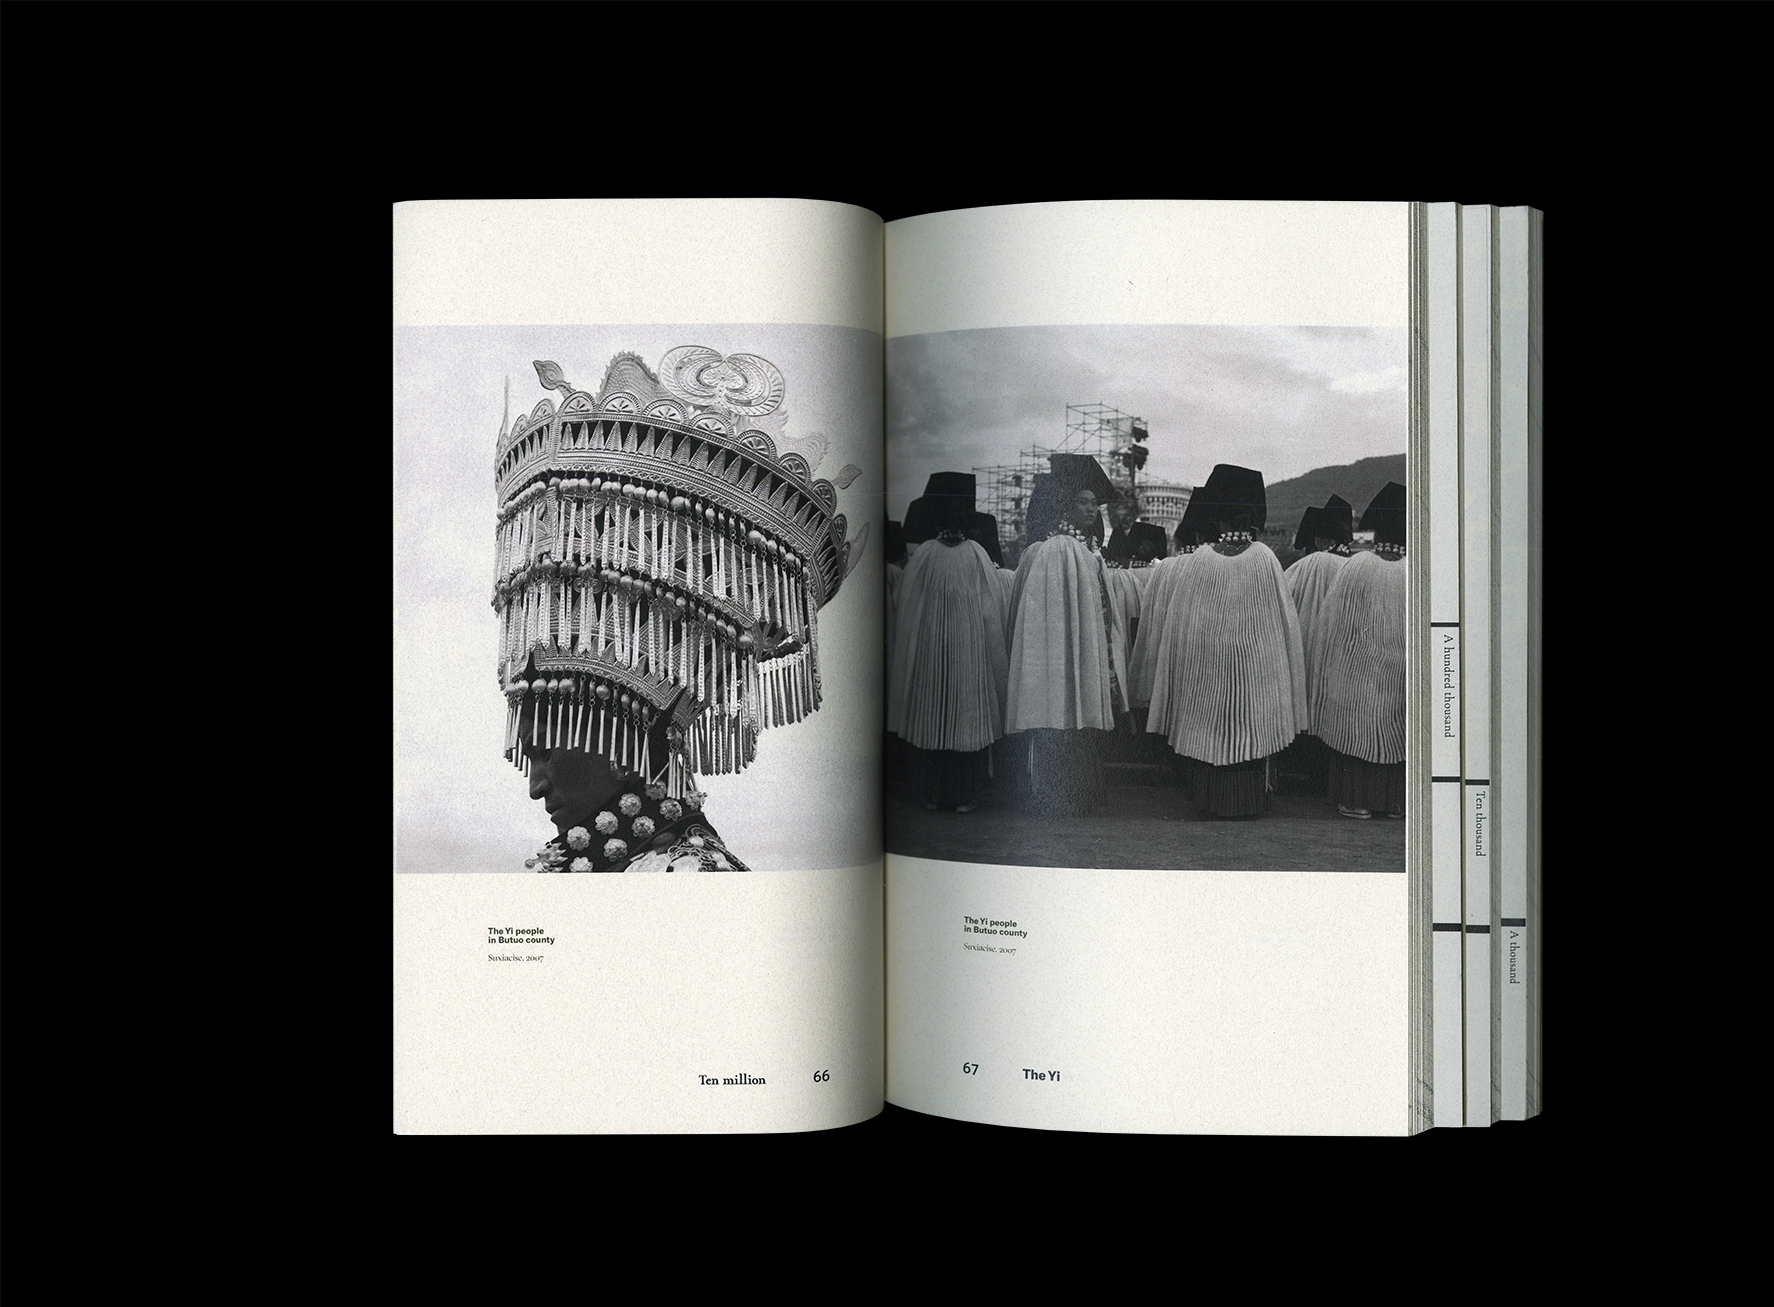 The Yi people
in Butuo county
Suxiacise. 2007
Ten million
66
The Yi people
in Butuo county
Suxiacise. 2007
67
The Yi
A hundred thousand
Ten thousand
A thousand